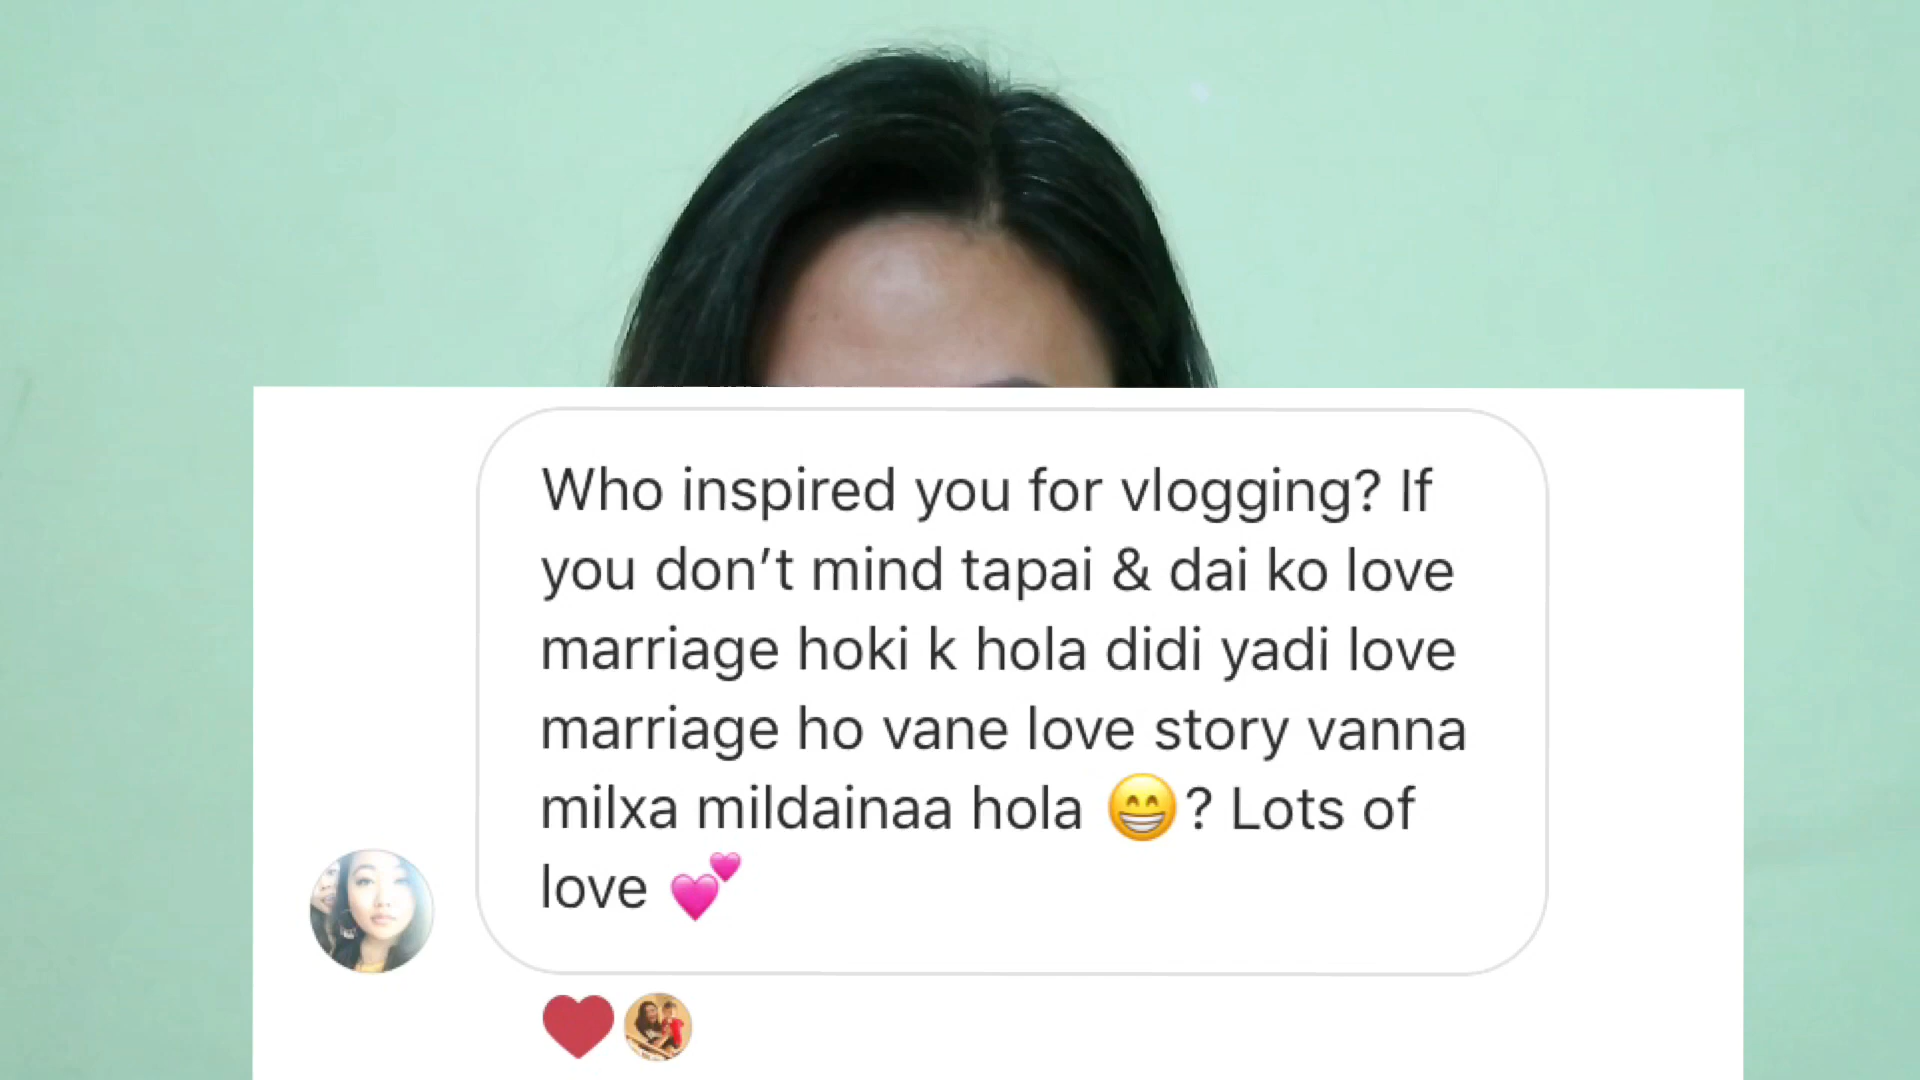 Who inspired you for vlogging? If
you don’t mind tapai & dai ko love
marriage hoki k hola didi yadi love
marriage ho vane love story vanna
milxa mildainaa hola 😁? Lots of
love 💕